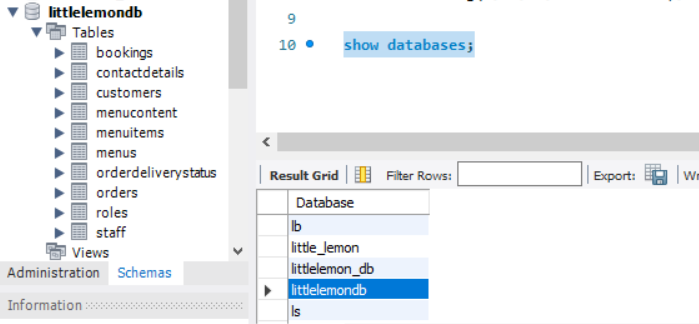 littlelemondb
Tables
bookings
contactdetails
customers
menucontent
menuitems
menus
orderdeliverystatus
orders
roles
staff
Views
Administration Schemas
Information
9
10 show databases;
Result Grid Filter Rows: Export: Wr
Database
lb
little_lemon
littlelemon_db
littlelemondb
ls